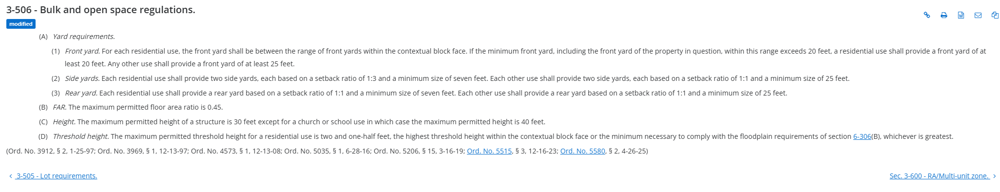 3-506 - Bulk and open space regulations.
modified
(A) Yard requirements.
(1) Front yard. For each residential use, the front yard shall be between the range of front yards within the contextual block face. If the minimum front yard, including the front yard of the property in question, within this range exceeds 20 feet, a residential use shall provide a front yard of at
least 20 feet. Any other use shall provide a front yard of at least 25 feet.
(2) Side yards. Each residential use shall provide two side yards, each based on a setback ratio of 1:3 and a minimum size of seven feet. Each other use shall provide two side yards, each based on a setback ratio of 1:1 and a minimum size of 25 feet.
(3) Rear yard. Each residential use shall provide a rear yard based on a setback ratio of 1:1 and a minimum size of seven feet. Each other use shall provide a rear yard based on a setback ratio of 1:1 and a minimum size of 25 feet.
(B) FAR. The maximum permitted floor area ratio is 0.45.
(C) Height. The maximum permitted height of a structure is 30 feet except for a church or school use in which case the maximum permitted height is 40 feet.
(D) Threshold height. The maximum permitted threshold height for a residential use is two and one-half feet, the highest threshold height within the contextual block face or the minimum necessary to comply with the floodplain requirements of section 6-306(B), whichever is greatest.
(Ord. No. 3912, § 2, 1-25-97; Ord. No. 3969, § 1, 12-13-97; Ord. No. 4573, § 1, 12-13-08; Ord. No. 5035, § 1, 6-28-16; Ord. No. 5206, § 15, 3-16-19; Ord. No. 5515, § 3, 12-16-23; Ord. No. 5580, § 2, 4-26-25)
3-505 - Lot requirements.
Sec. 3-600 - RA/Multi-unit zone.